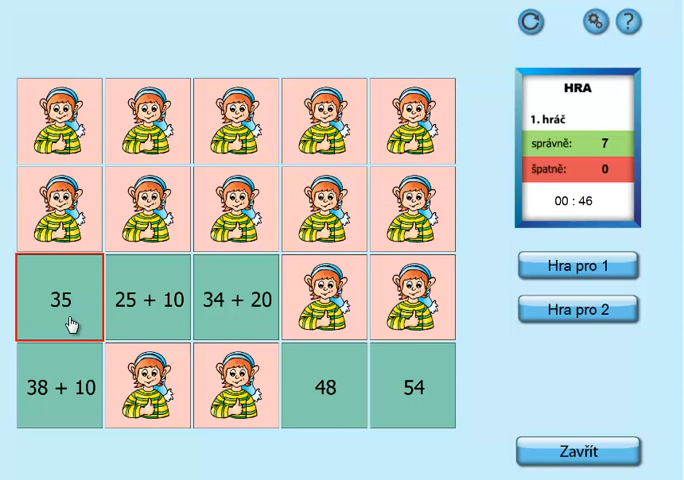 ?
HRA
1. hráč
správně: 7
špatně: 0
00 : 46
Hra pro 1
Hra pro 2
35
25 + 10
34 + 20
38 + 10
48
54
Zavřít